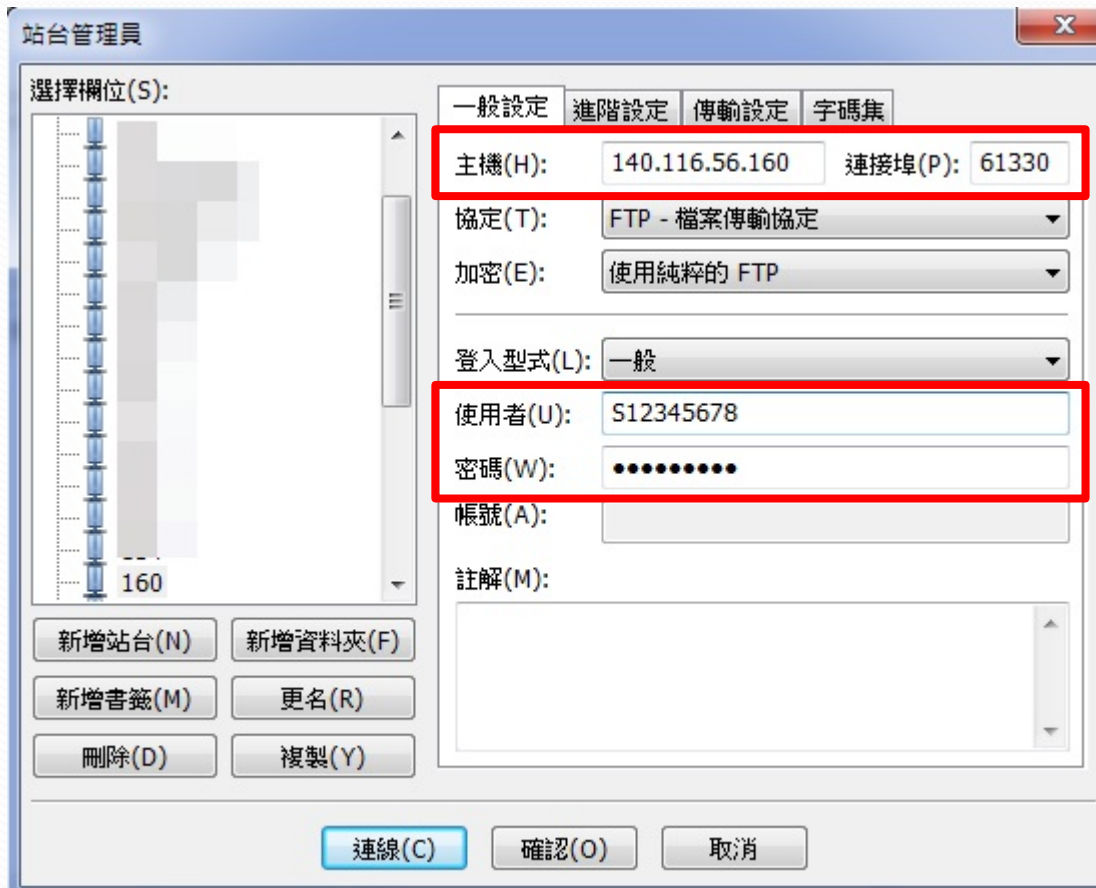 站台管理員
選擇欄位(S):
160
新增站台(N) 新增資料夾(F)
新增書籤(M) 更名(R)
刪除(D) 複製(Y)
一般設定 進階設定 傳輸設定 字碼集
主機(H): 140.116.56.160 連接埠(P): 61330
協定(T): FTP - 檔案傳輸協定
加密(E): 使用純粹的 FTP
登入型式(L): 一般
使用者(U): S12345678
密碼(W): ●●●●●●●●●
帳號(A):
註解(M):
連線(C) 確認(O) 取消